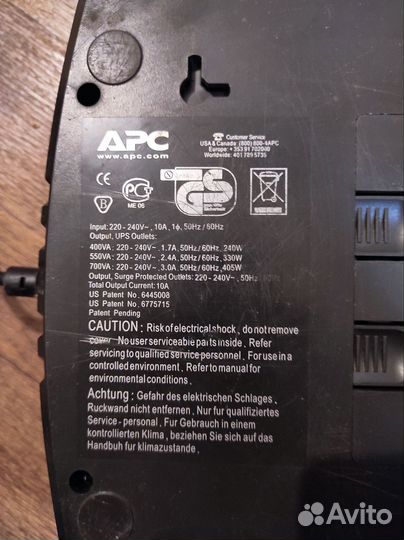 APC
www.apc.com
Customer Service
USA & Canada: (800) 800-4APC
Europe: +353 91 702000
Worldwide: 401 789 5735
B
PG
ME 06
GS
Input: 220 - 240V~, 10A, 1ϕ, 50Hz / 60Hz
Output, UPS Outlets:
400VA: 220 - 240V~, 1.7A, 50Hz / 60Hz, 240W
550VA: 220 - 240V~, 2.4A, 50Hz / 60Hz, 330W
700VA: 220 - 240V~, 3.0A, 50Hz / 60Hz, 405W
Output, Surge Protected Outlets: 220 - 240V~, 50Hz / 60Hz
Total Output Current: 10A
US Patent No. 6445008
US Patent No. 6775715
Patent Pending
CAUTION: Risk of electrical shock, do not remove
cover. No user serviceable parts inside. Refer
servicing to qualified service personnel. For use in a
controlled environment. Refer to manual for
environmental conditions.
Achtung: Gefahr des elektrischen Schlages,
Ruckwand nicht entfernen, Nur fur qualifiziertes
Service - personal. Fur Gebrauch in einem
kontrollierten Klima, beziehen Sie sich auf das
Handbuh fur klimazustande.
Avito